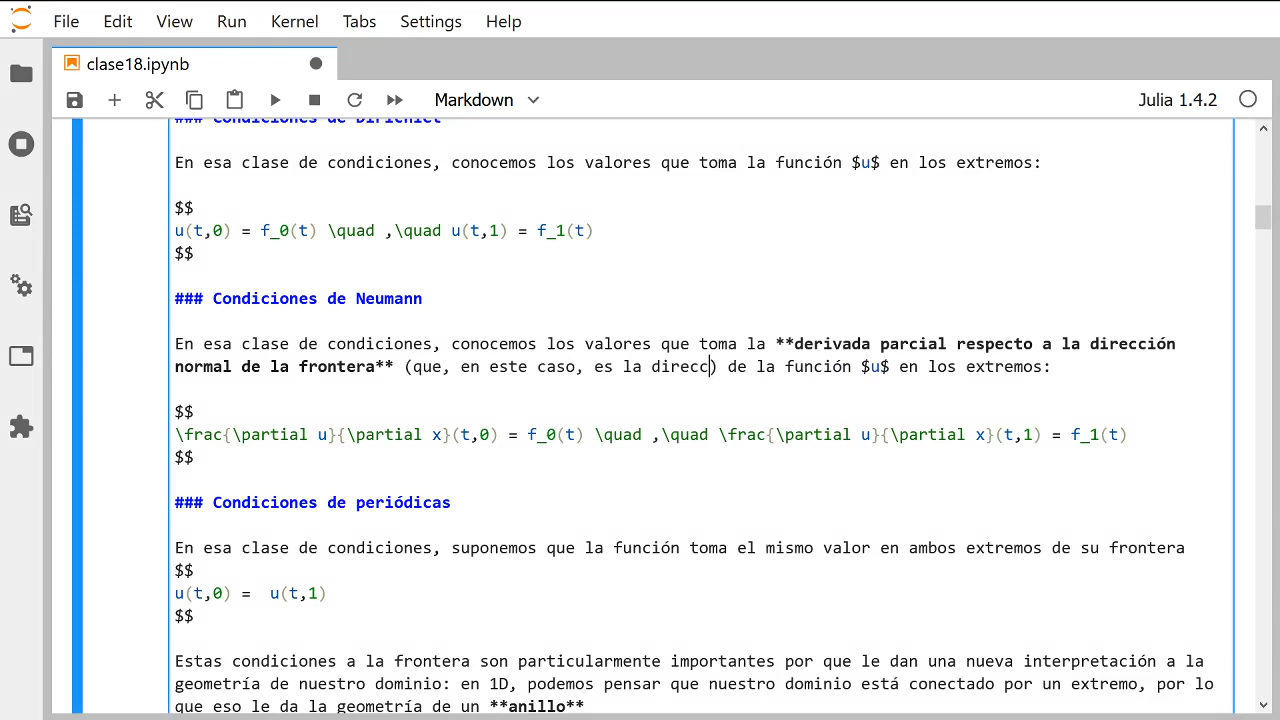 File Edit View Run Kernel Tabs Settings Help
clase18.ipynb
Markdown
Julia 1.4.2
### Condiciones de Dirichlet
En esa clase de condiciones, conocemos los valores que toma la función $u$ en los extremos:
$$
u(t,0) = f_0(t) \quad ,\quad u(t,1) = f_1(t)
$$
### Condiciones de Neumann
En esa clase de condiciones, conocemos los valores que toma la **derivada parcial respecto a la dirección
normal de la frontera** (que, en este caso, es la direcc) de la función $u$ en los extremos:
$$
\frac{\partial u}{\partial x}(t,0) = f_0(t) \quad ,\quad \frac{\partial u}{\partial x}(t,1) = f_1(t)
$$
### Condiciones de periódicas
En esa clase de condiciones, suponemos que la función toma el mismo valor en ambos extremos de su frontera
$$
u(t,0) =  u(t,1)
$$
Estas condiciones a la frontera son particularmente importantes por que le dan una nueva interpretación a la
geometría de nuestro dominio: en 1D, podemos pensar que nuestro dominio está conectado por un extremo, por lo
que eso le da la geometría de un **anillo**